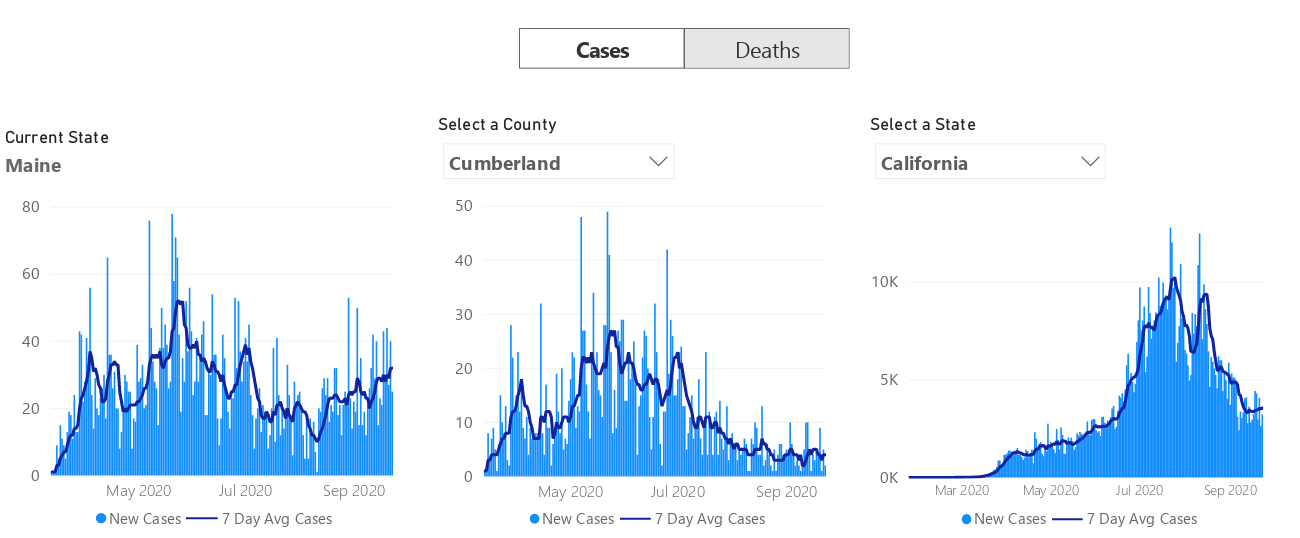 Cases Deaths
Current State
Maine
80
60
40
20
0
May 2020 Jul 2020 Sep 2020
New Cases 7 Day Avg Cases
Select a County
Cumberland
50
40
30
20
10
0
May 2020 Jul 2020 Sep 2020
New Cases 7 Day Avg Cases
Select a State
California
10K
5K
0K
Mar 2020 May 2020 Jul 2020 Sep 2020
New Cases 7 Day Avg Cases